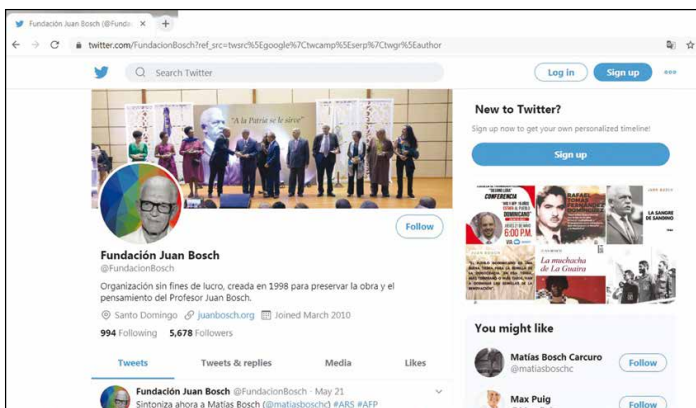 Fundación Juan Bosch (@Funda
twitter.com/FundacionBosch?ref_src=twsrc%5Egoogle%7Ctwcamp%5Eserp%7Ctwgr%5Eauthor
Search Twitter
Log in
Sign up
"A la Patria se le sirve"
New to Twitter?
Sign up now to get your own personalized timeline!
Sign up
Follow
Fundación Juan Bosch
@FundacionBosch
Organización sin fines de lucro, creada en 1998 para preservar la obra y el
pensamiento del Profesor Juan Bosch.
Santo Domingo juanbosch.org Joined March 2010
994 Following 5,678 Followers
CONFERENCIA
DOMINICANO
6:00 P.M.
RAFAEL
TOMÁS
FERNÁNDEZ
DOMÍNGUEZ
JUAN BOSCH
LA SANGRE
DE SANDINO
JUAN BOSCH
La muchacha
de La Guaira
You might like
Matías Bosch Carcuro
@matiasboschc
Follow
Max Puig
Follow
Tweets Tweets & replies Media Likes
Fundación Juan Bosch @FundacionBosch · May 21
Sintoniza ahora a Matías Bosch (@matiasboschc) #ARS #AFP